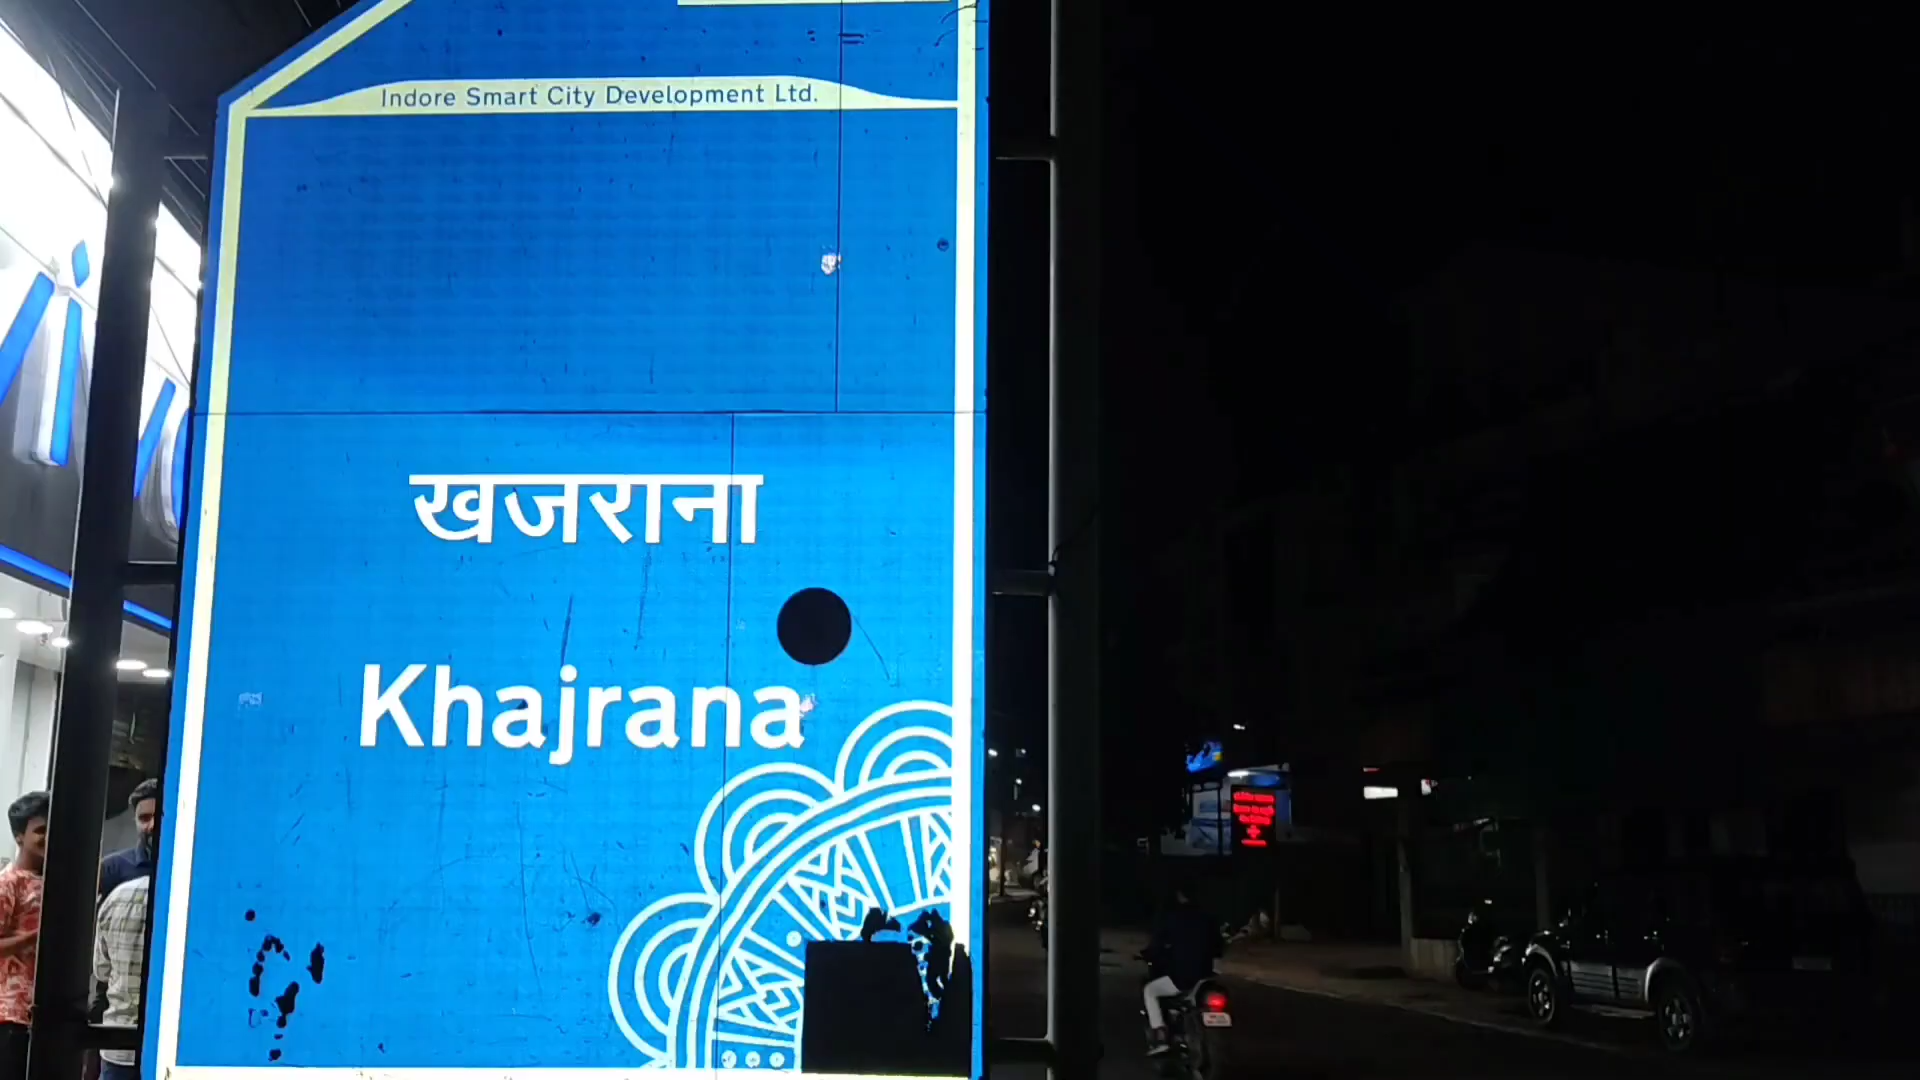 Indore Smart City Development Ltd.
खजराना
Khajrana